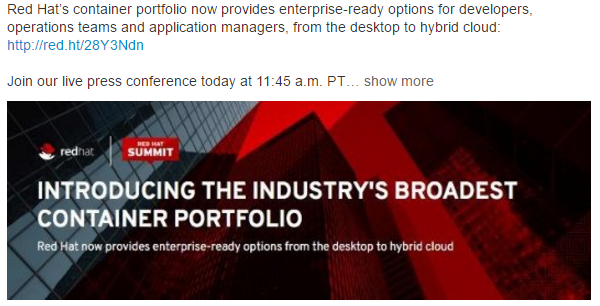 Red Hat's container portfolio now provides enterprise-ready options for developers,
operations teams and application managers, from the desktop to hybrid cloud:
http://red.ht/28Y3Ndn
Join our live press conference today at 11:45 a.m. PT… show more
redhat
RED HAT
SUMMIT
INTRODUCING THE INDUSTRY'S BROADEST
CONTAINER PORTFOLIO
Red Hat now provides enterprise-ready options from the desktop to hybrid cloud